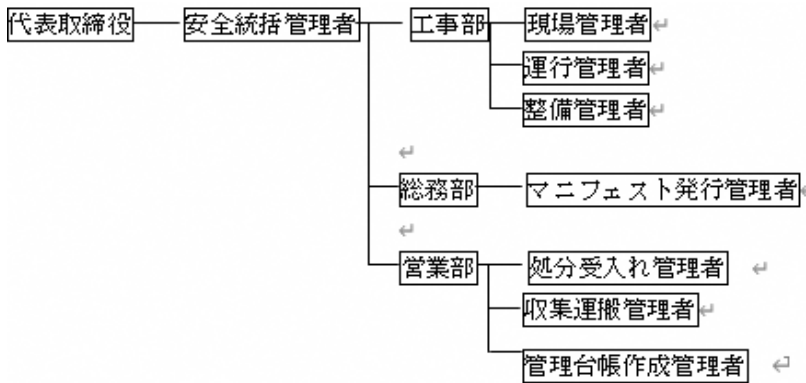 代表取締役 安全統括管理者 工事部 現場管理者
運行管理者
整備管理者
総務部 マニフェスト発行管理者
営業部 処分受入れ管理者
収集運搬管理者
管理台帳作成管理者